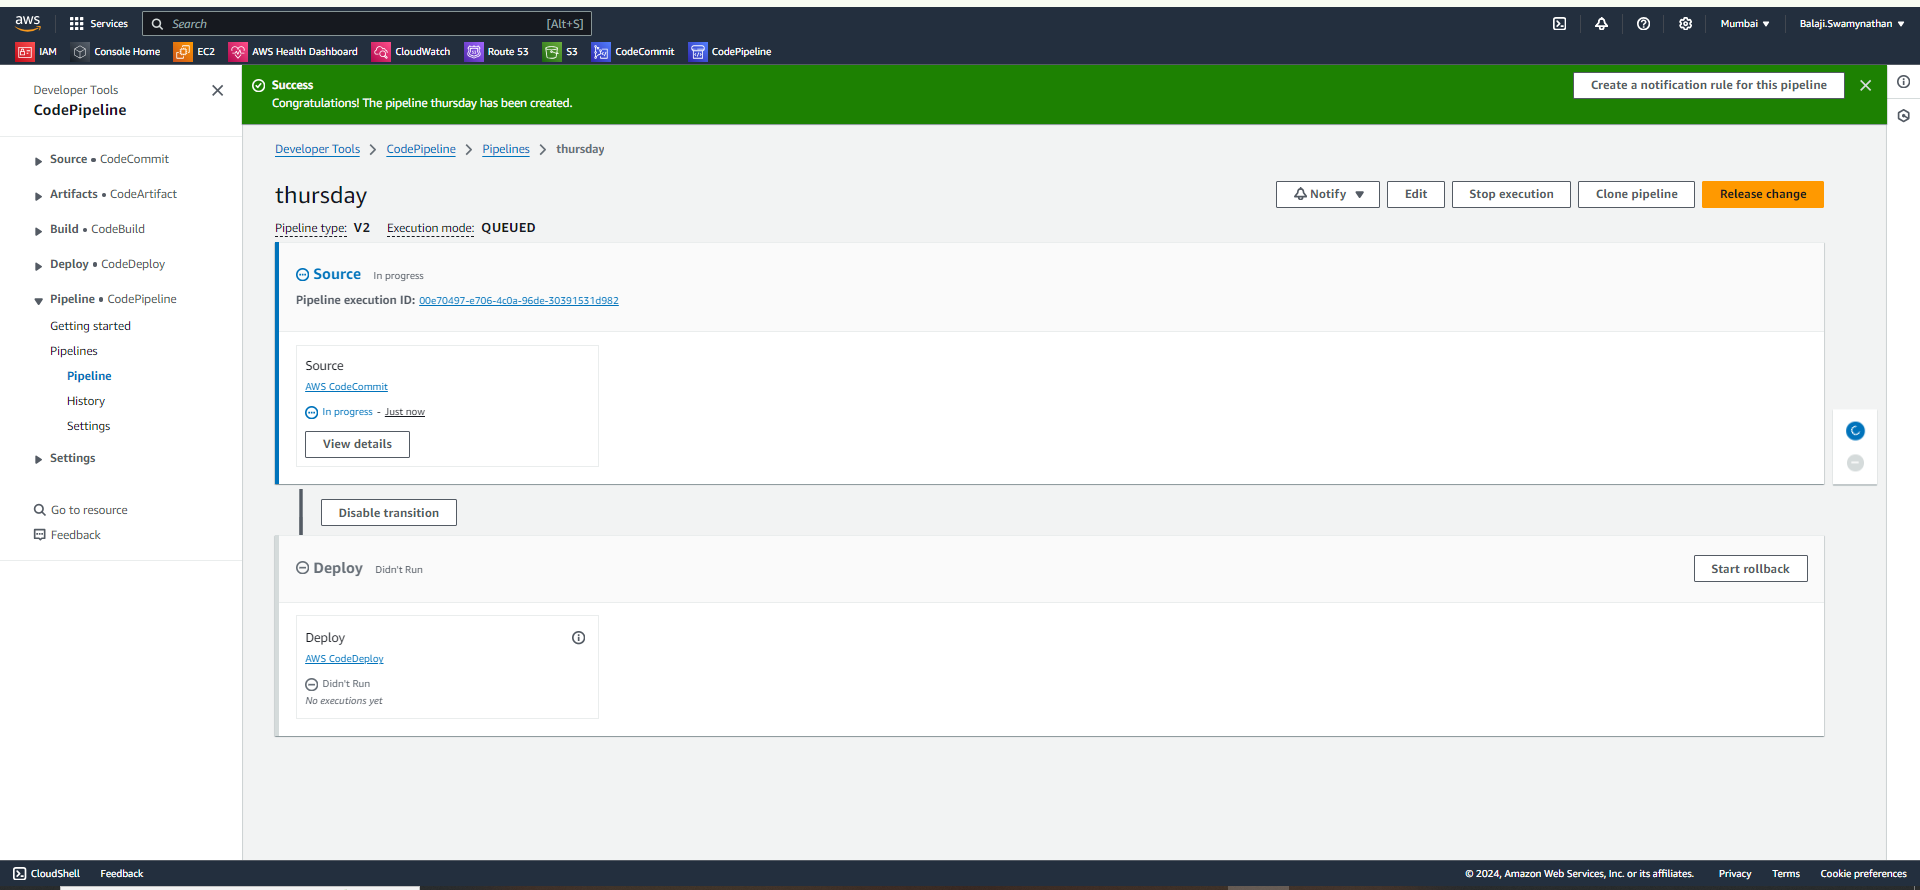 aws
Services
Search
[Alt+S]
Mumbai
Balaji.Swamynathan
IAM
Console Home
EC2
AWS Health Dashboard
CloudWatch
Route 53
S3
CodeCommit
CodePipeline
Developer Tools
CodePipeline
Source • CodeCommit
Artifacts • CodeArtifact
Build • CodeBuild
Deploy • CodeDeploy
Pipeline • CodePipeline
Getting started
Pipelines
Pipeline
History
Settings
Settings
Go to resource
Feedback
Success
Congratulations! The pipeline thursday has been created.
Create a notification rule for this pipeline
Developer Tools
CodePipeline
Pipelines
thursday
thursday
Notify
Edit
Stop execution
Clone pipeline
Release change
Pipeline type: V2 Execution mode: QUEUED
Source In progress
Pipeline execution ID: 00e70497-e706-4c0a-96de-30391531d982
Source
AWS CodeCommit
In progress - Just now
View details
Disable transition
Deploy Didn't Run
Start rollback
Deploy
AWS CodeDeploy
Didn't Run
No executions yet
CloudShell
Feedback
© 2024, Amazon Web Services, Inc. or its affiliates.
Privacy
Terms
Cookie preferences